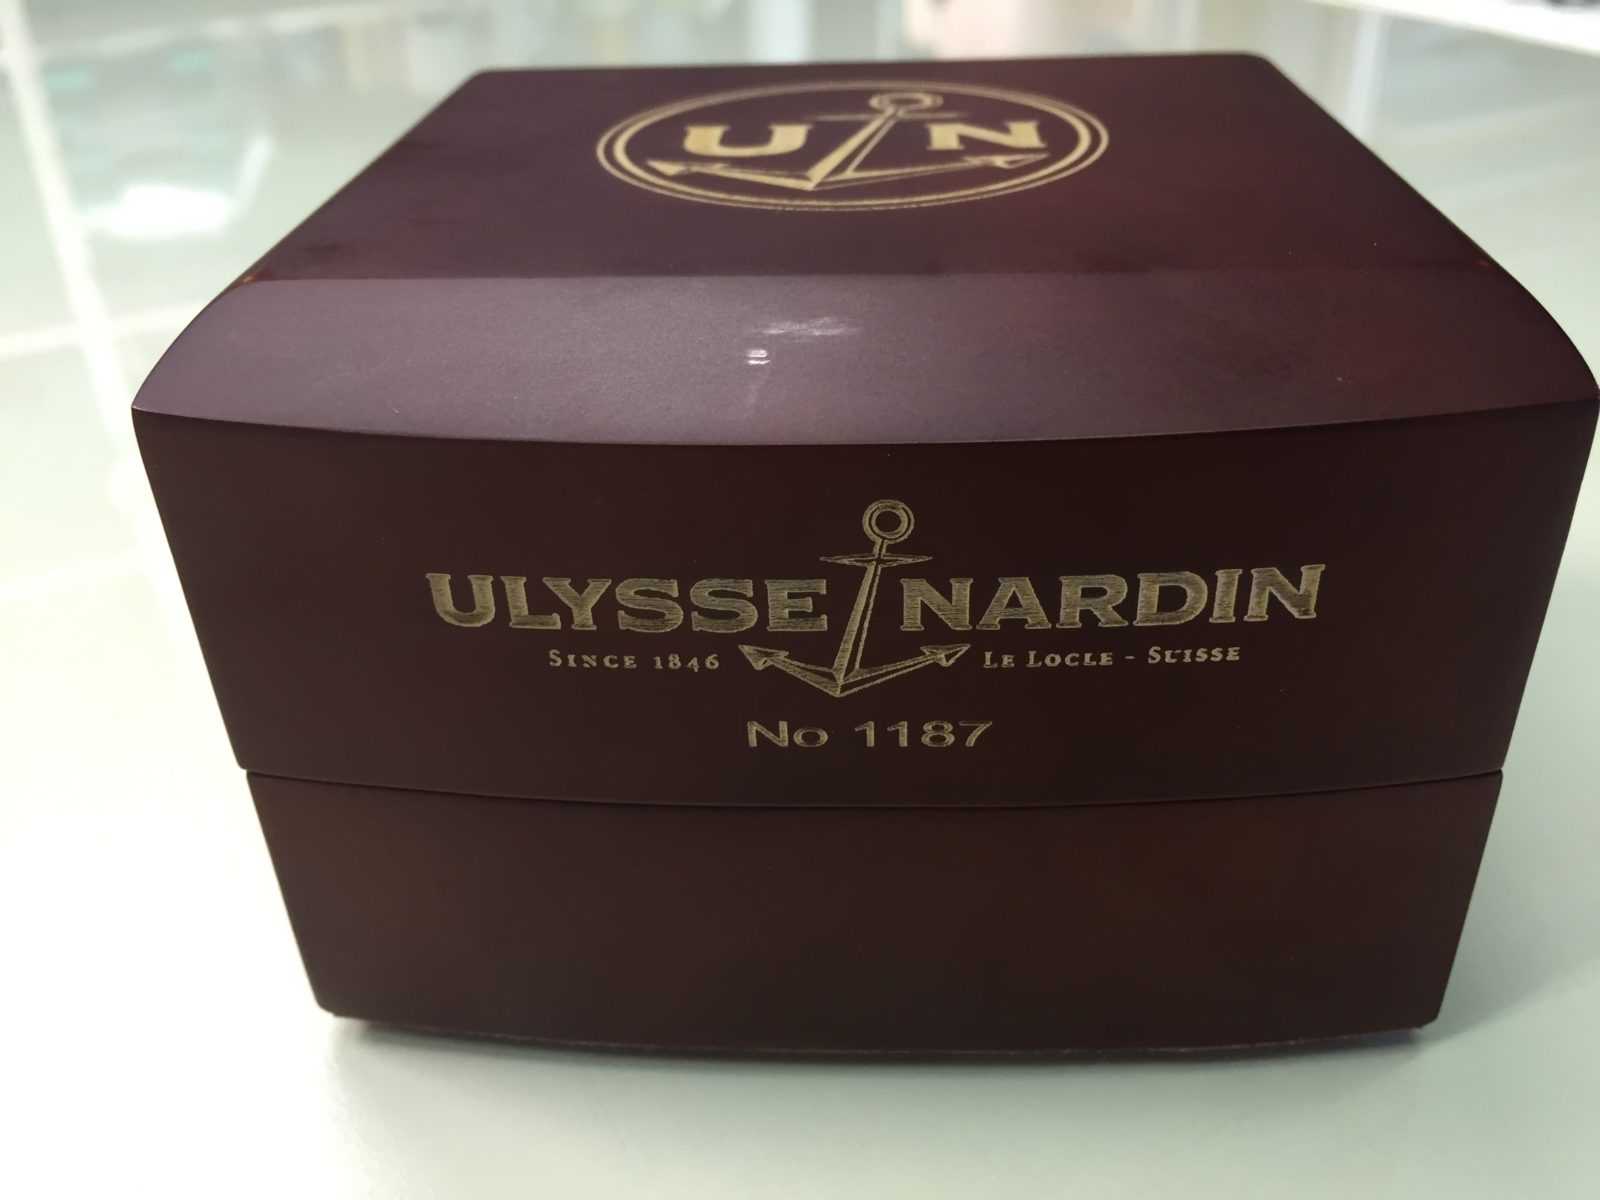 U N
ULYSSE NARDIN
SINCE 1846 LE LOCLE - SUISSE
No 1187